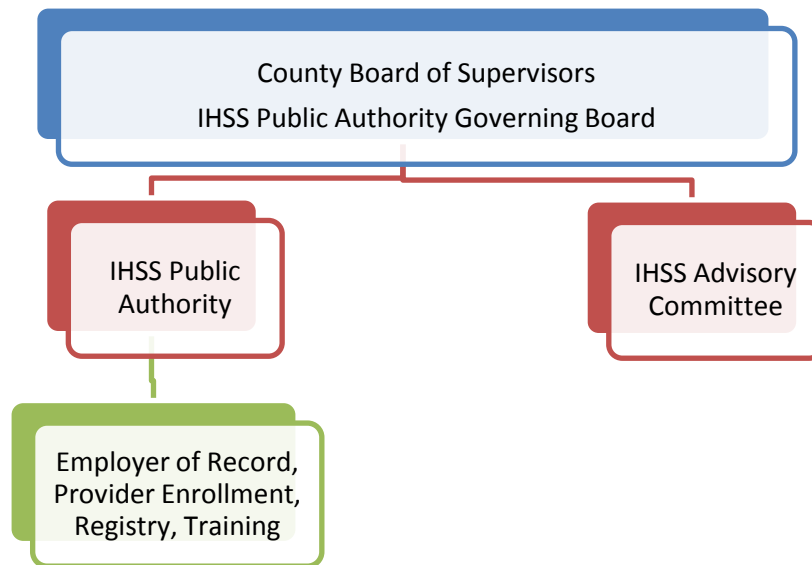 County Board of Supervisors
IHSS Public Authority Governing Board
IHSS Public
Authority
IHSS Advisory
Committee
Employer of Record,
Provider Enrollment,
Registry, Training